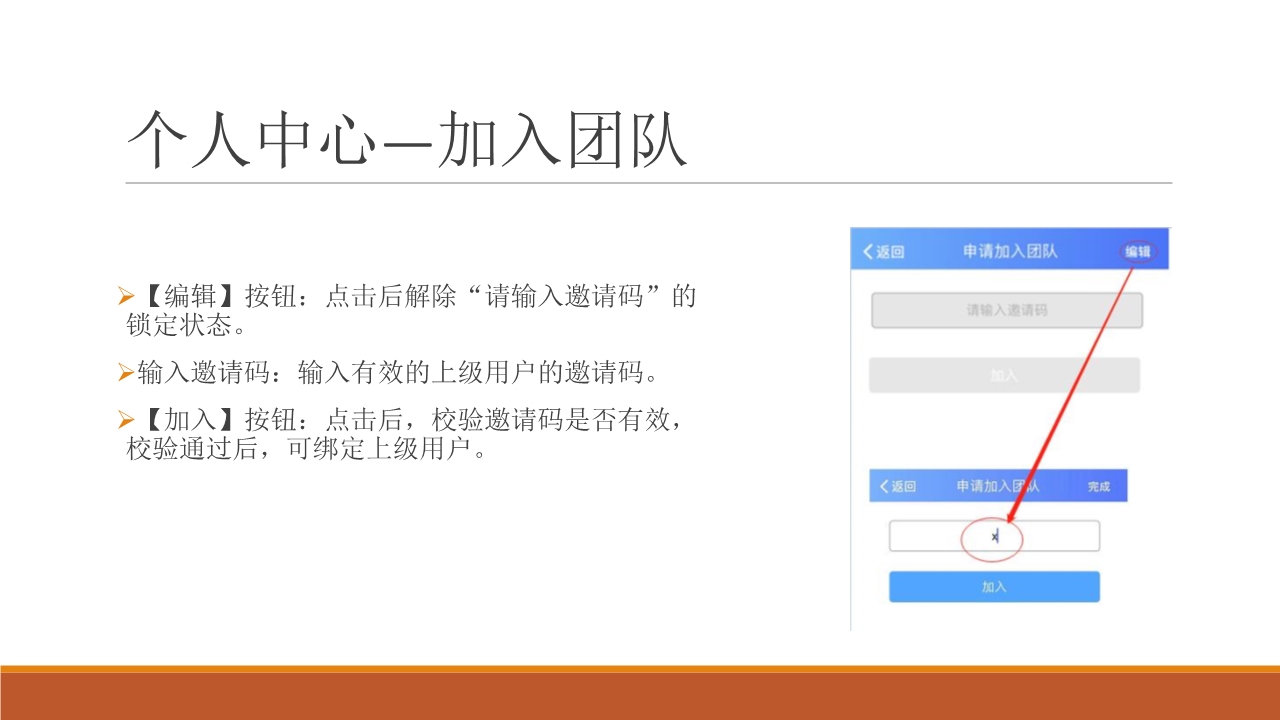 个人中心—加入团队
【编辑】按钮：点击后解除“请输入邀请码”的
锁定状态。
输入邀请码：输入有效的上级用户的邀请码。
【加入】按钮：点击后，校验邀请码是否有效，
校验通过后，可绑定上级用户。
返回 申请加入团队 编辑
请输入邀请码
加入
返回 申请加入团队 完成
x
加入